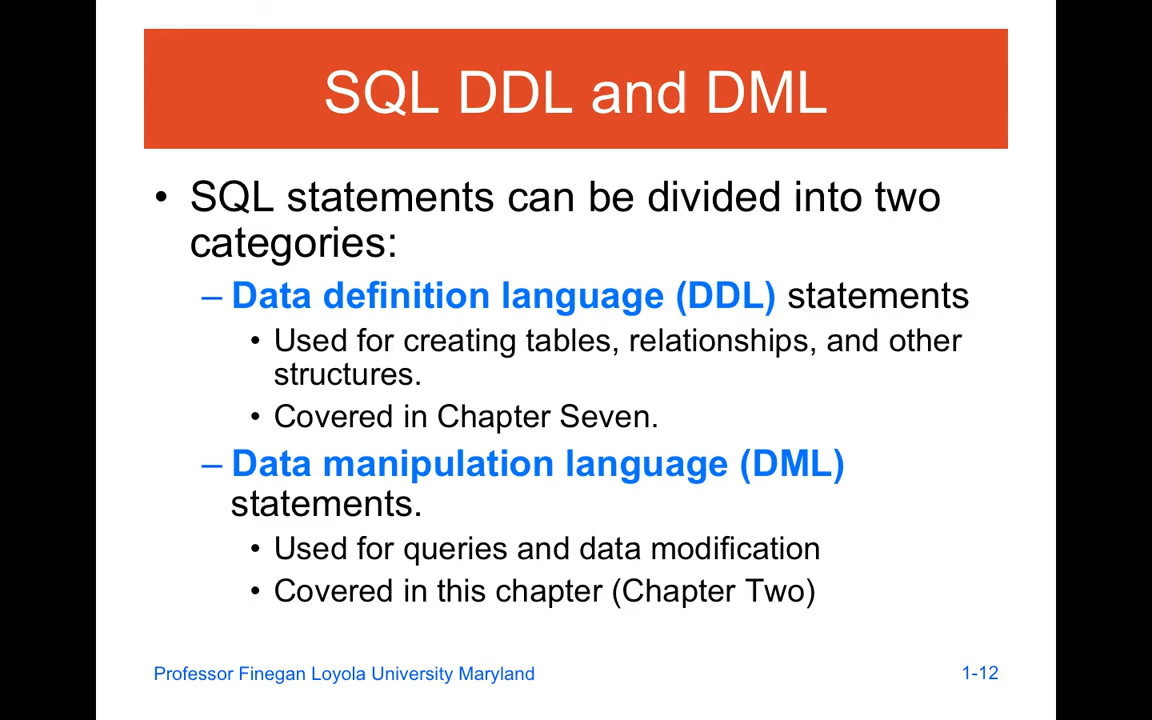 SQL DDL and DML
• SQL statements can be divided into two
categories:
– Data definition language (DDL) statements
• Used for creating tables, relationships, and other
structures.
• Covered in Chapter Seven.
– Data manipulation language (DML)
statements.
• Used for queries and data modification
• Covered in this chapter (Chapter Two)
Professor Finegan Loyola University Maryland
1-12